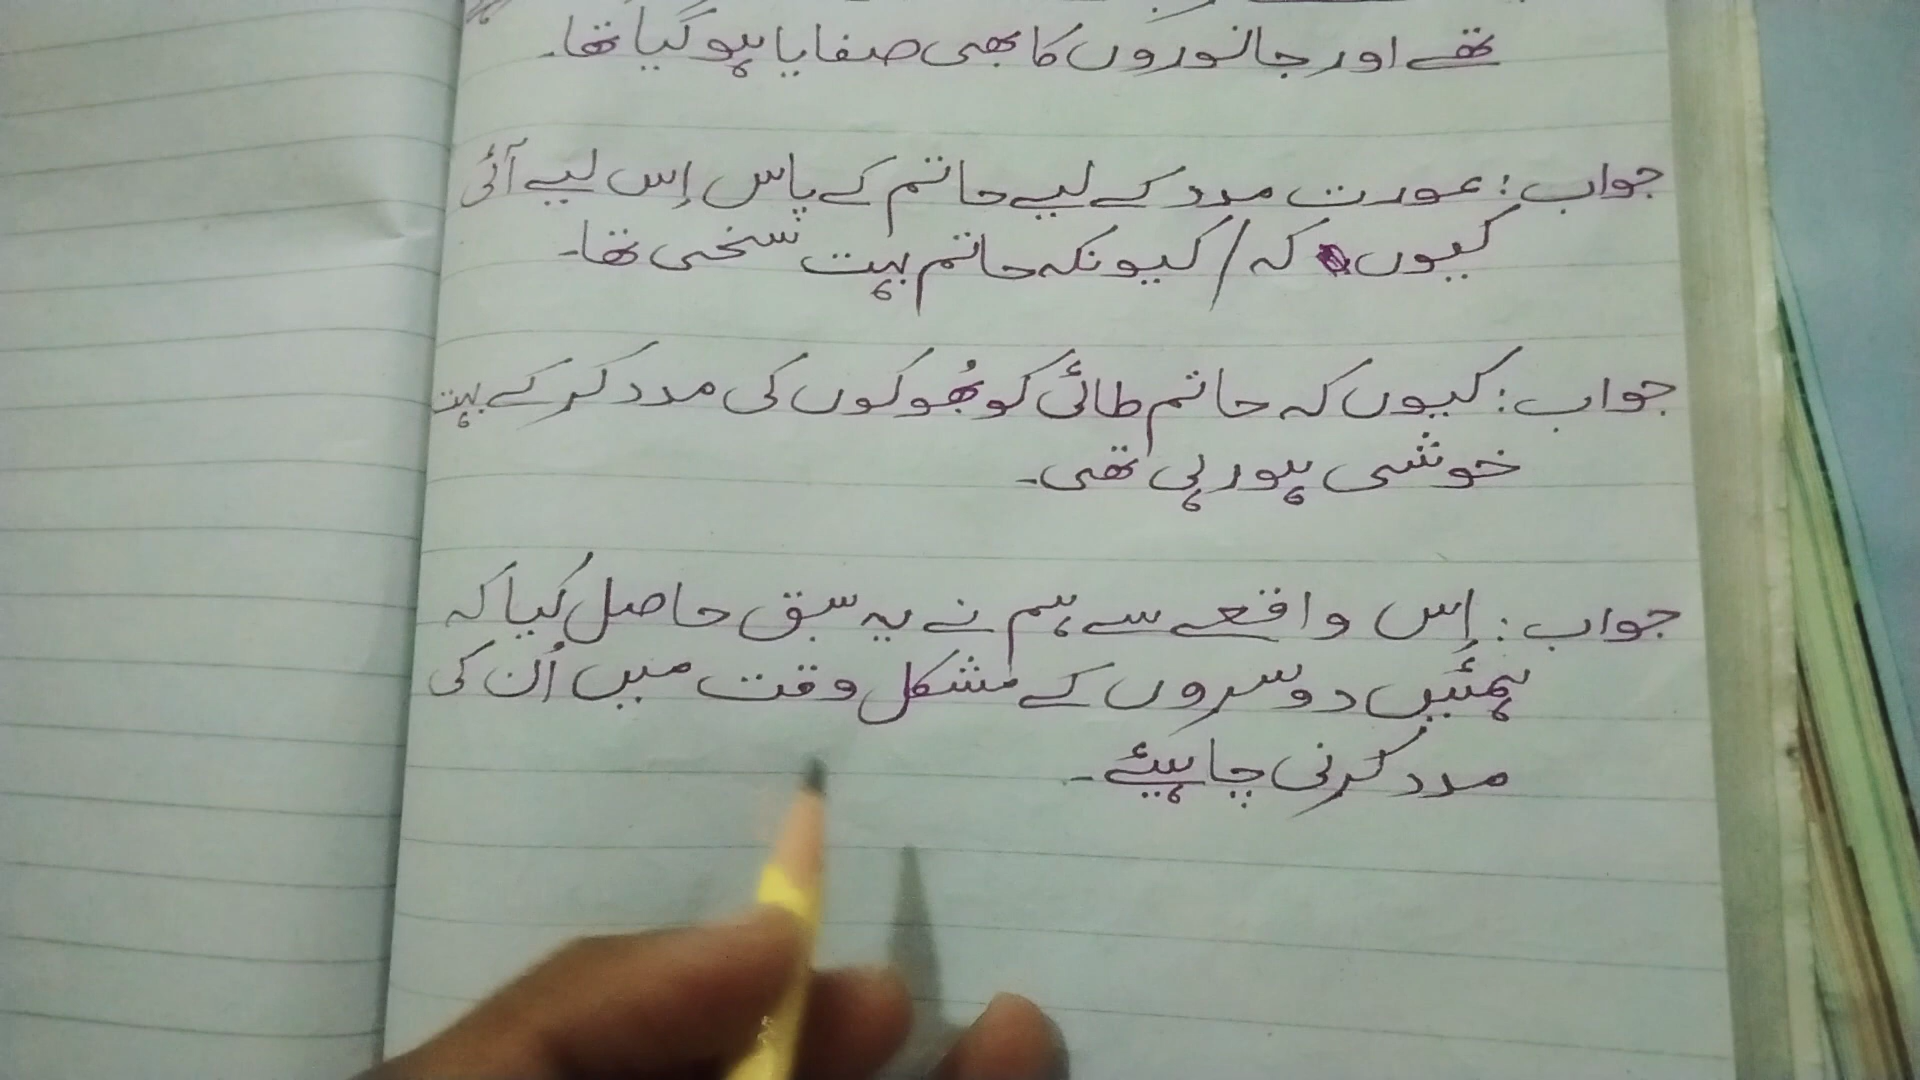 تھے اور جانوروں کا بھی صفایا ہو گیا تھا۔
جواب: عورت مدد کے لیے حاتم کے پاس اِس لیے آئی
کیوں کہ / کیونکہ حاتم بہت سخی تھا۔
جواب: کیوں کہ حاتم طائی کو بھُوکوں کی مدد کر کے بہت
خوشی ہو رہی تھی۔
جواب: اِس واقعے سے ہم نے یہ سبق حاصل کیا کہ
ہمیں دوسروں کے مشکل وقت میں اُن کی
مدد کرنی چاہیئے۔